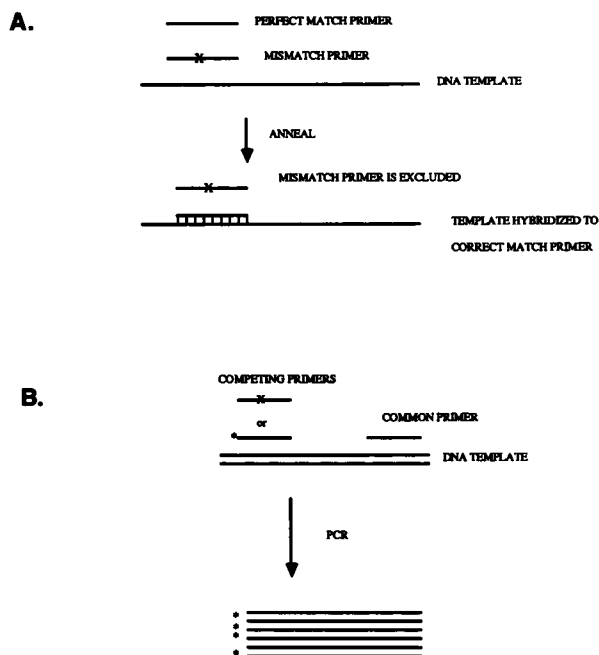 A.
PERFECT MATCH PRIMER
X
MISMATCH PRIMER
DNA TEMPLATE
ANNEAL
MISMATCH PRIMER IS EXCLUDED
X
TEMPLATE HYBRIDIZED TO
CORRECT MATCH PRIMER
B.
COMPETING PRIMERS
X
or
COMMON PRIMER
*
DNA TEMPLATE
PCR
*
*
*
*